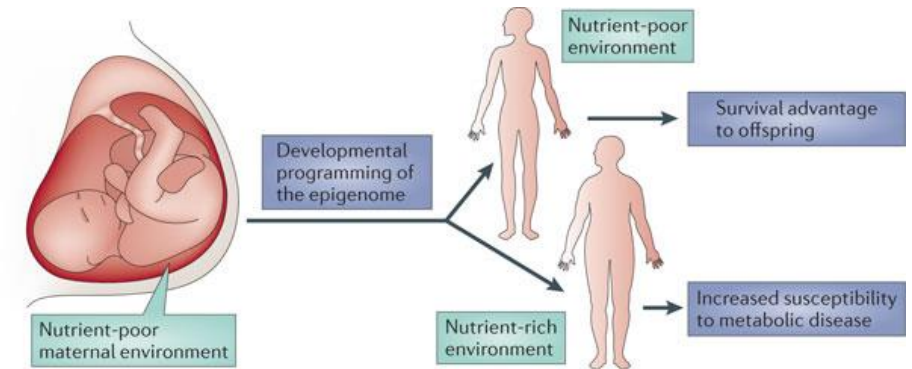 Nutrient-poor
environment
Survival advantage
to offspring
Developmental
programming of
the epigenome
Nutrient-poor
maternal environment
Nutrient-rich
environment
Increased susceptibility
to metabolic disease